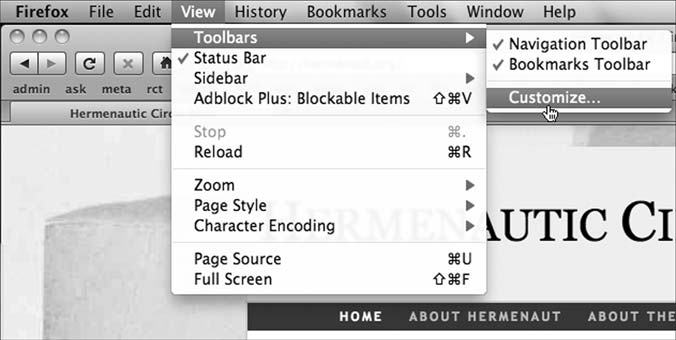 Firefox File Edit View History Bookmarks Tools Window Help
Toolbars
✓ Status Bar
Sidebar
Adblock Plus: Blockable Items ⇧⌘V
Stop ⌘.
Reload ⌘R
Zoom
Page Style
Character Encoding
Page Source ⌘U
Full Screen ⇧⌘F
✓ Navigation Toolbar
✓ Bookmarks Toolbar
Customize...
admin ask meta rct
Hermenautic Circ
HERMENAUTIC CI
HOME ABOUT HERMENAUT ABOUT THE